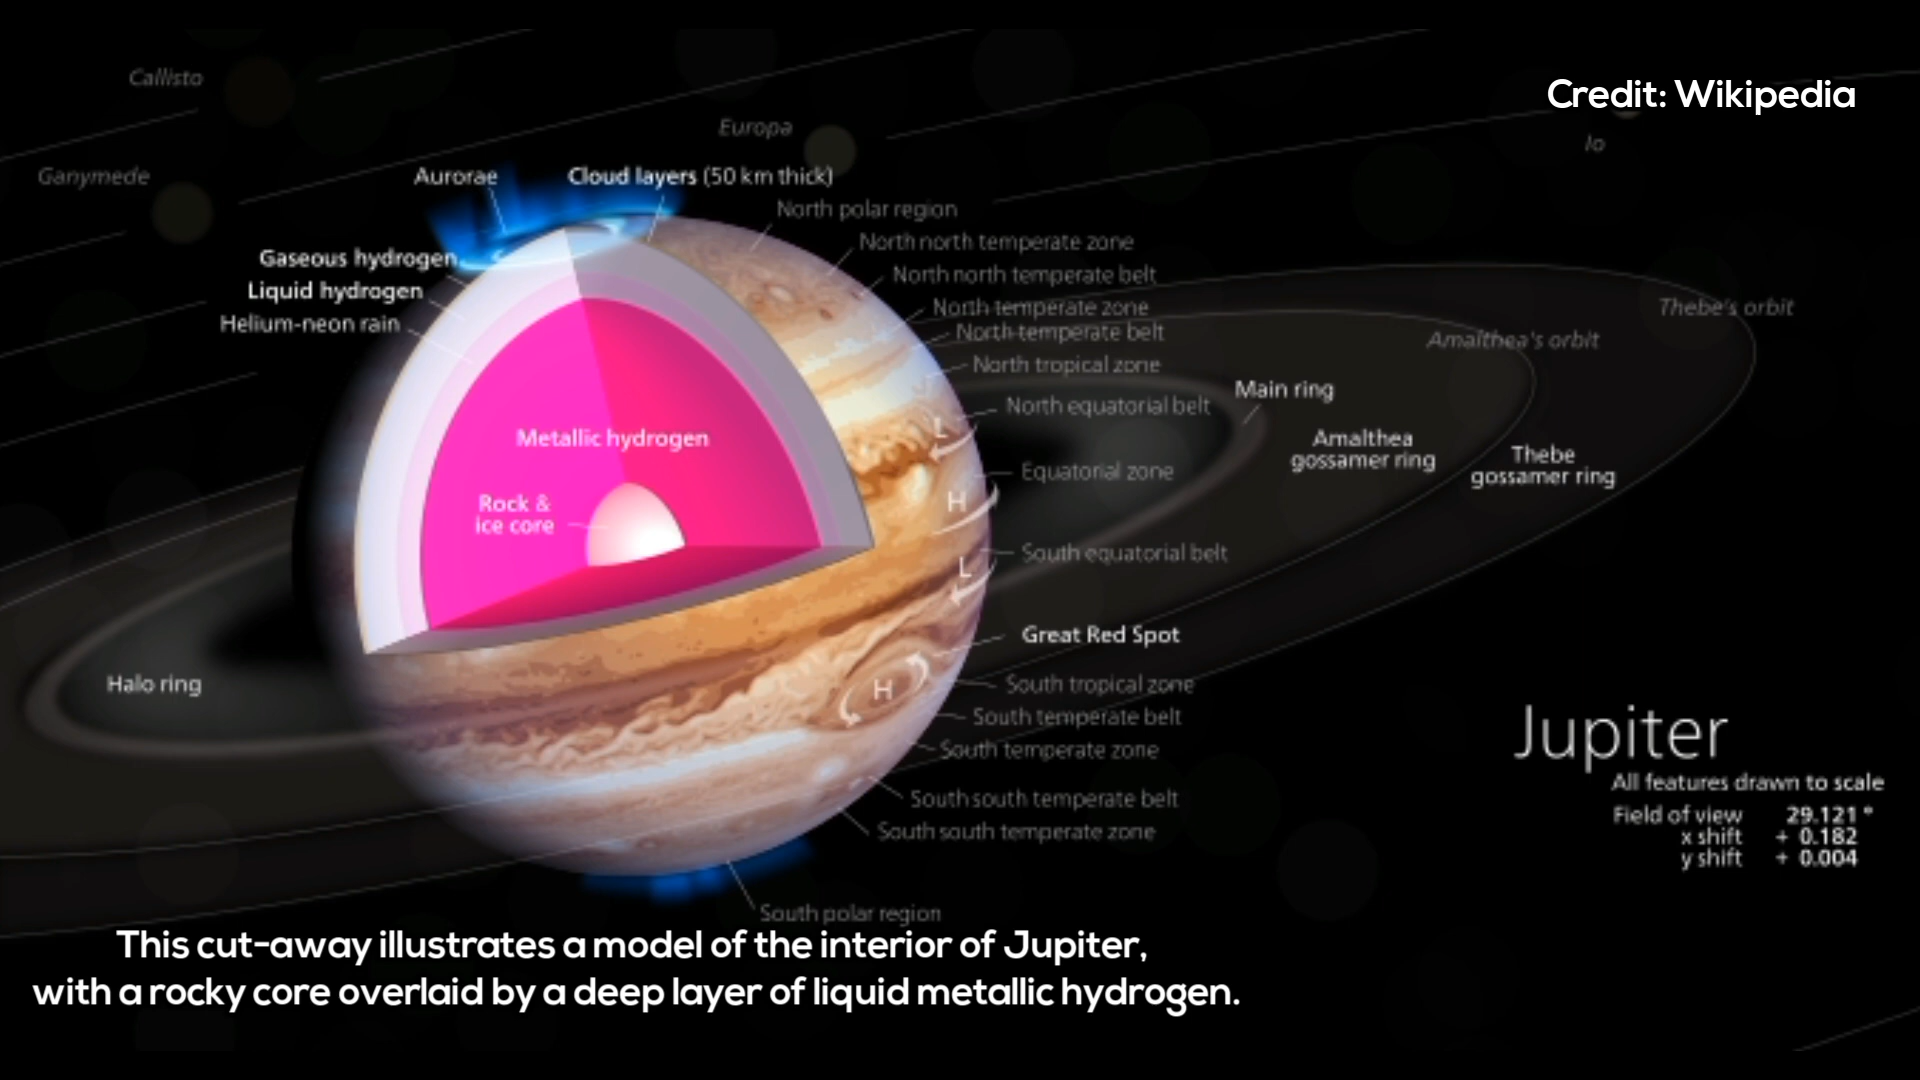 Callisto
Credit: Wikipedia
Europa
Io
Ganymede
Aurorae
Cloud layers (50 km thick)
North polar region
North north temperate zone
Gaseous hydrogen
North north temperate belt
Liquid hydrogen
North temperate zone
Thebe's orbit
Helium-neon rain
North temperate belt
Amalthea's orbit
North tropical zone
Main ring
North equatorial belt
L
Metallic hydrogen
Amalthea
gossamer ring
Thebe
gossamer ring
Equatorial zone
H
Rock &
ice core
South equatorial belt
L
Great Red Spot
Halo ring
H
South tropical zone
South temperate belt
South temperate zone
Jupiter
All features drawn to scale
South south temperate belt
Field of view 29.121 °
x shift + 0.182
y shift + 0.004
South south temperate zone
South polar region
This cut-away illustrates a model of the interior of Jupiter,
with a rocky core overlaid by a deep layer of liquid metallic hydrogen.